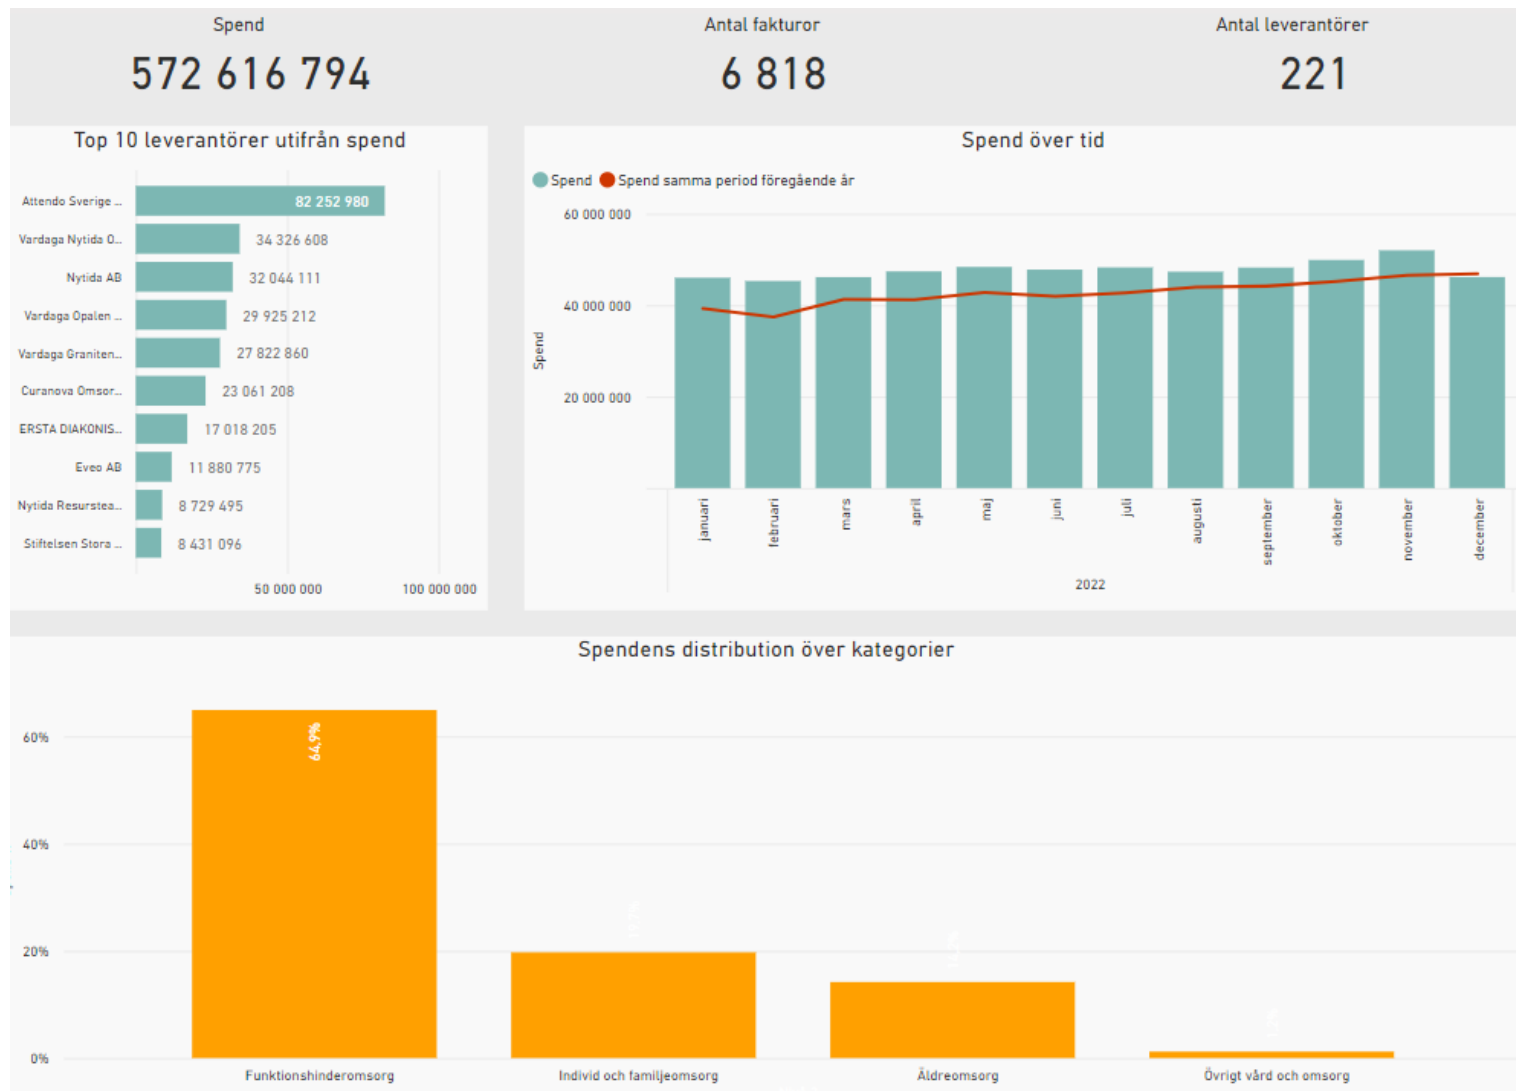 Spend
572 616 794
Antal fakturor
6 818
Antal leverantörer
221
Top 10 leverantörer utifrån spend
Attendo Sverige ...
82 252 980
Vardaga Nytida O...
34 326 608
Nytida AB
32 044 111
Vardaga Opalen ...
29 925 212
Vardaga Graniten...
27 822 860
Curanova Omsor...
23 061 208
ERSTA DIAKONIS...
17 018 205
Eveo AB
11 880 775
Nytida Resurstea...
8 729 495
Stiftelsen Stora ...
8 431 096
50 000 000
100 000 000
Spend över tid
Spend
Spend samma period föregående år
60 000 000
40 000 000
20 000 000
Spend
januari
februari
mars
april
maj
juni
juli
augusti
september
oktober
november
december
2022
Spendens distribution över kategorier
60%
40%
20%
0%
64,9%
19,7%
14,2%
1,2%
Funktionshinderomsorg
Individ och familjeomsorg
Äldreomsorg
Övrigt vård och omsorg